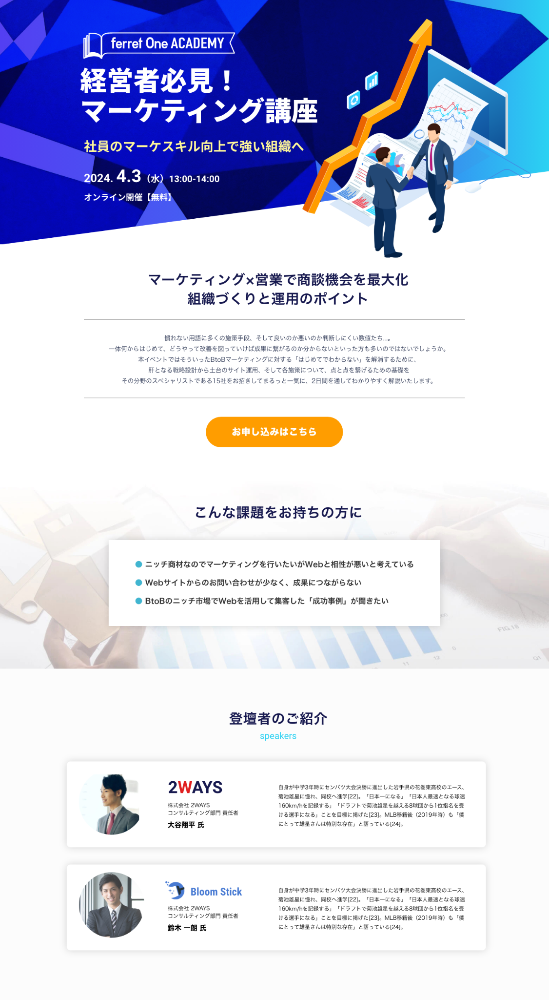 ferret One ACADEMY
経営者必見！
マーケティング講座
社員のマーケスキル向上で強い組織へ
2024. 4.3（水）13:00-14:00
オンライン開催【無料】
マーケティング×営業で商談機会を最大化
組織づくりと運用のポイント
慣れない用語に多くの施策手段、そして良いのか悪いのか判断しにくい数値たち...。
一体何からはじめて、どうやって改善を図っていけば成果に繋がるのか分からないといった方も多いのではないでしょうか。
本イベントではそういったBtoBマーケティングに対する「はじめてでわからない」を解消するために、
肝となる戦略設計から土台のサイト運用、そして各施策について、点と点を繋げるための基礎を
その分野のスペシャリストである15社をお招きしてまるっと一気に、2日間を通してわかりやすく解説いたします。
お申し込みはこちら
こんな課題をお持ちの方に
ニッチ商材なのでマーケティングを行いたいがWebと相性が悪いと考えている
Webサイトからのお問い合わせが少なく、成果につながらない
BtoBのニッチ市場でWebを活用して集客した「成功事例」が聞きたい
FIG.18
0
11
12
Q1
登壇者のご紹介
speakers
2WAYS
株式会社 2WAYS
コンサルティング部門 責任者
大谷翔平 氏
自身が中学3年時にセンバツ大会決勝に進出した岩手県の花巻東高校のエース、
菊池雄星に憧れ、同校へ進学[22]。「日本一になる」「日本人最速となる球速
160km/hを記録する」「ドラフトで菊池雄星を越える8球団から1位指名を受
ける選手になる」ことを目標に掲げた[23]。MLB移籍後（2019年時）も「僕
にとって雄星さんは特別な存在」と語っている[24]。
Bloom Stick
株式会社 2WAYS
コンサルティング部門 責任者
鈴木 一朗 氏
自身が中学3年時にセンバツ大会決勝に進出した岩手県の花巻東高校のエース、
菊池雄星に憧れ、同校へ進学[22]。「日本一になる」「日本人最速となる球速
160km/hを記録する」「ドラフトで菊池雄星を越える8球団から1位指名を受
ける選手になる」ことを目標に掲げた[23]。MLB移籍後（2019年時）も「僕
にとって雄星さんは特別な存在」と語っている[24]。